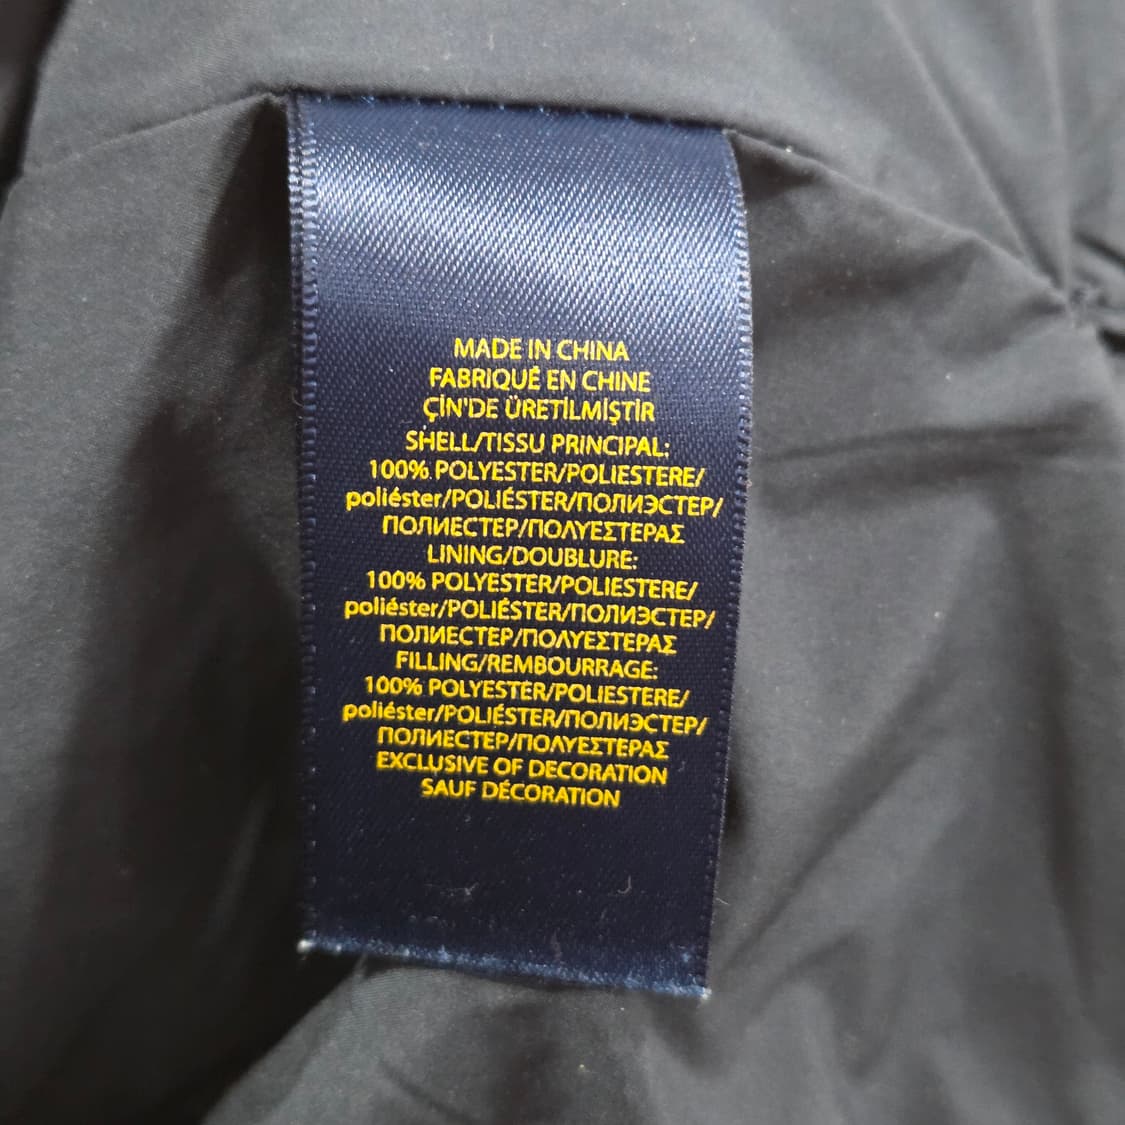 MADE IN CHINA
FABRIQUÉ EN CHINE
ÇİN'DE ÜRETİLMİŞTİR
SHELL/TISSU PRINCIPAL:
100% POLYESTER/POLIESTERE/
poliéster/POLIÉSTER/ПОЛИЭСТЕР/
ПОЛИЕСТЕР/ΠΟΛΥΕΣΤΕΡΑΣ
LINING/DOUBLURE:
100% POLYESTER/POLIESTERE/
poliéster/POLIÉSTER/ПОЛИЭСТЕР/
ПОЛИЕСТЕР/ΠΟΛΥΕΣΤΕΡΑΣ
FILLING/REMBOURRAGE:
100% POLYESTER/POLIESTERE/
poliéster/POLIÉSTER/ПОЛИЭСТЕР/
ПОЛИЕСТЕР/ΠΟΛΥΕΣΤΕΡΑΣ
EXCLUSIVE OF DECORATION
SAUF DÉCORATION